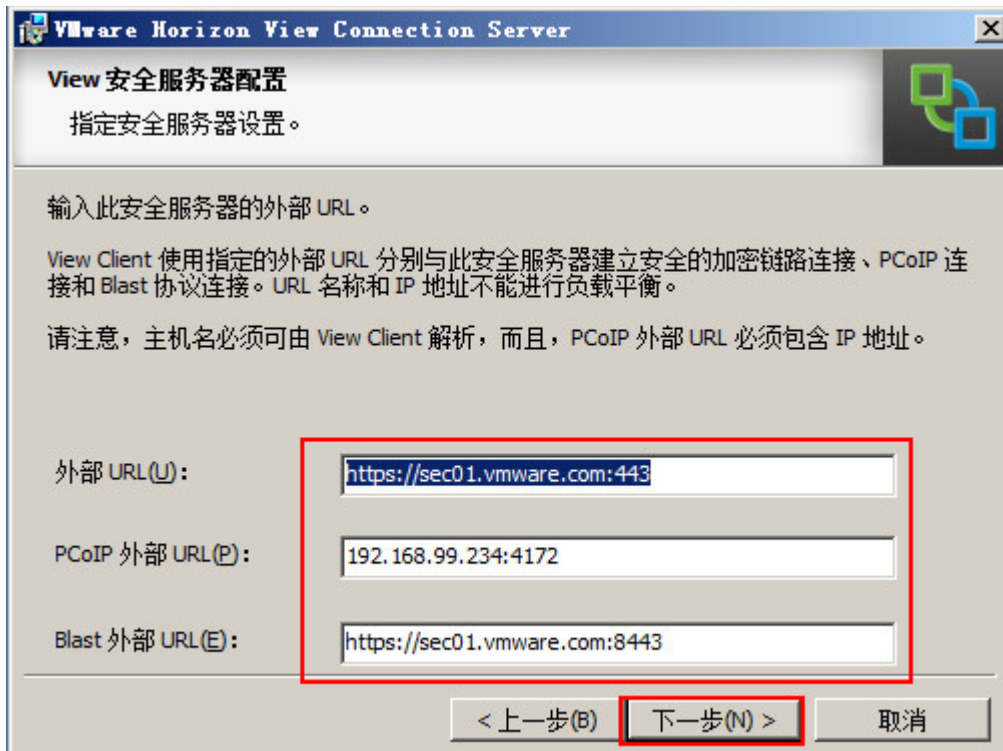 VMware Horizon View Connection Server
View 安全服务器配置
指定安全服务器设置。
输入此安全服务器的外部 URL。
View Client 使用指定的外部 URL 分别与此安全服务器建立安全的加密链路连接、PCoIP 连
接和 Blast 协议连接。URL 名称和 IP 地址不能进行负载平衡。
请注意，主机名必须可由 View Client 解析，而且，PCoIP 外部 URL 必须包含 IP 地址。
外部 URL(U)：
https://sec01.vmware.com:443
PCoIP 外部 URL(P)：
192.168.99.234:4172
Blast 外部 URL(E)：
https://sec01.vmware.com:8443
< 上一步(B) 下一步(N) > 取消